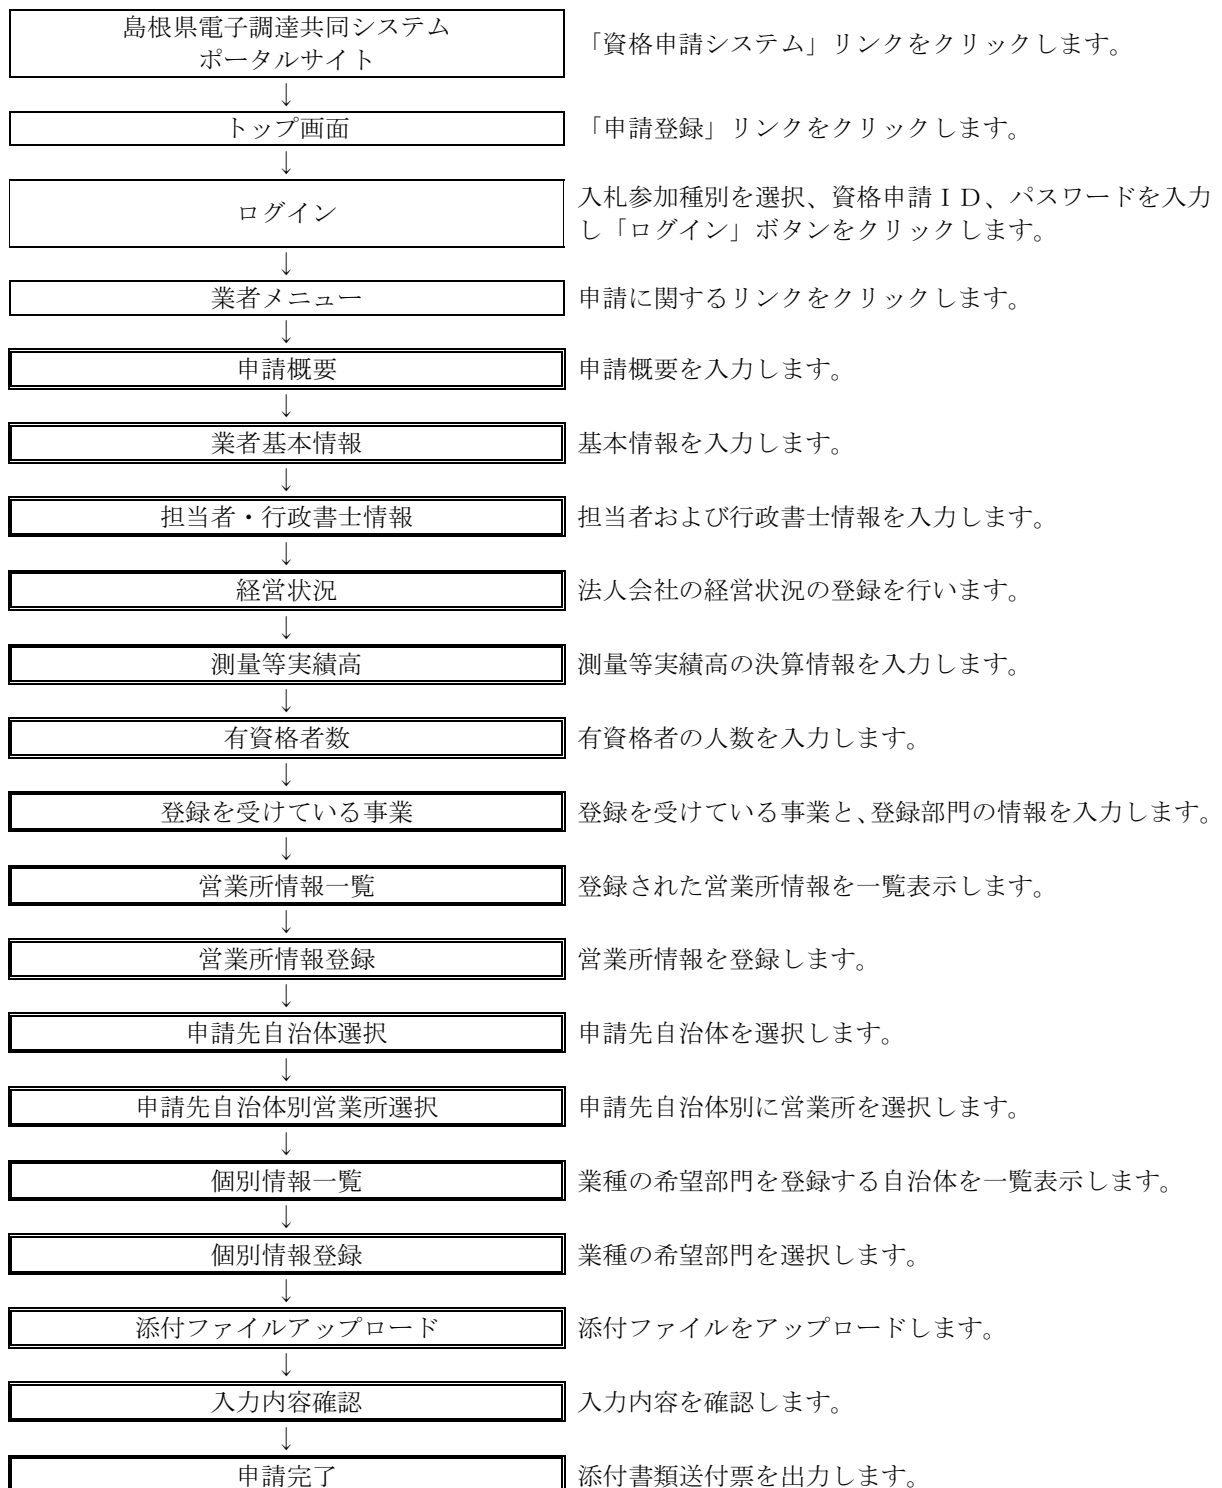 島根県電子調達共同システム
ポータルサイト
「資格申請システム」リンクをクリックします。
↓
トップ画面
「申請登録」リンクをクリックします。
↓
ログイン
入札参加種別を選択、資格申請ＩＤ、パスワードを入力
し「ログイン」ボタンをクリックします。
↓
業者メニュー
申請に関するリンクをクリックします。
↓
申請概要
申請概要を入力します。
↓
業者基本情報
基本情報を入力します。
↓
担当者・行政書士情報
担当者および行政書士情報を入力します。
↓
経営状況
法人会社の経営状況の登録を行います。
↓
測量等実績高
測量等実績高の決算情報を入力します。
↓
有資格者数
有資格者の人数を入力します。
↓
登録を受けている事業
登録を受けている事業と、登録部門の情報を入力します。
↓
営業所情報一覧
登録された営業所情報を一覧表示します。
↓
営業所情報登録
営業所情報を登録します。
↓
申請先自治体選択
申請先自治体を選択します。
↓
申請先自治体別営業所選択
申請先自治体別に営業所を選択します。
↓
個別情報一覧
業種の希望部門を登録する自治体を一覧表示します。
↓
個別情報登録
業種の希望部門を選択します。
↓
添付ファイルアップロード
添付ファイルをアップロードします。
↓
入力内容確認
入力内容を確認します。
↓
申請完了
添付書類送付票を出力します。